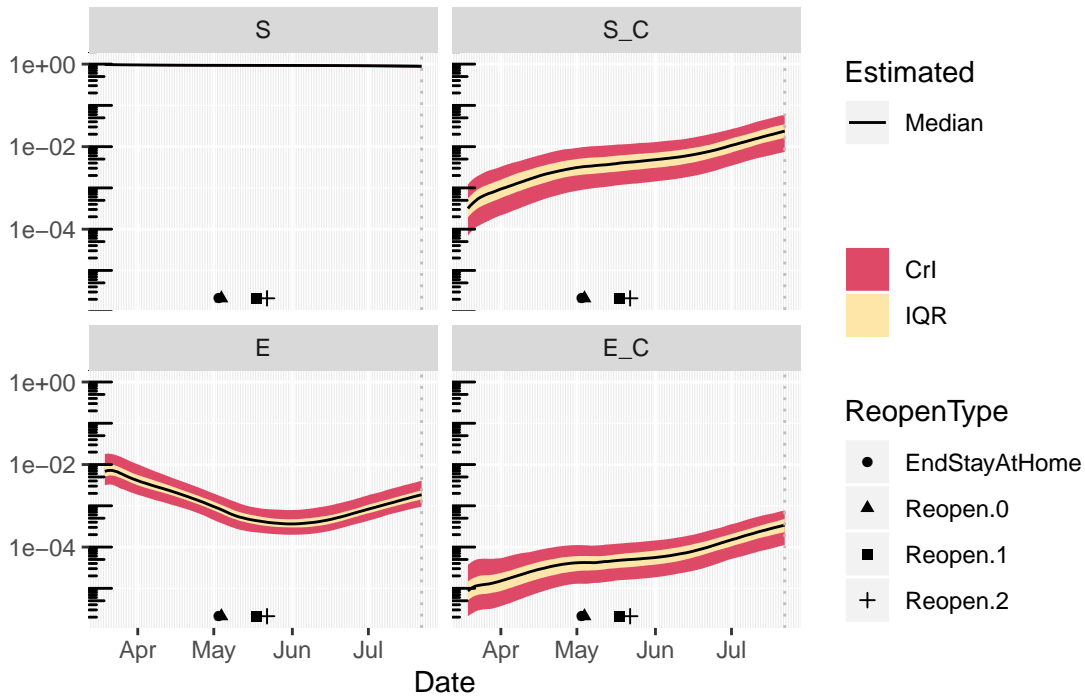 S
S_C
1e+00
1e−02
1e−04
E
E_C
1e+00
1e−02
1e−04
Apr May Jun Jul
Apr May Jun Jul
Date
Estimated
Median
CrI
IQR
ReopenType
EndStayAtHome
Reopen.0
Reopen.1
Reopen.2